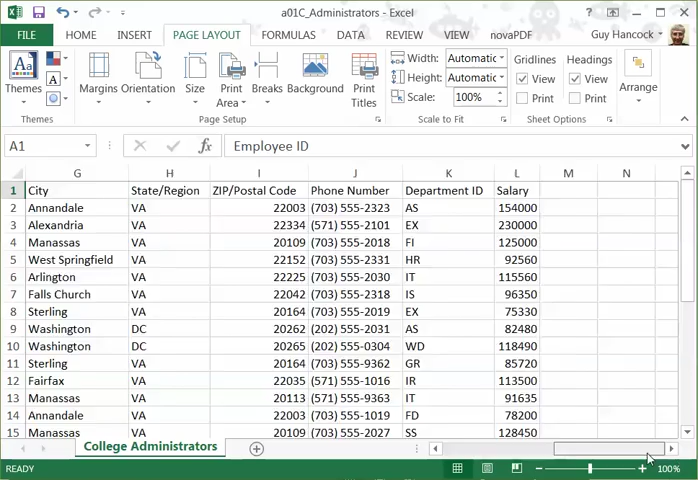 a01C_Administrators - Excel
FILE HOME INSERT PAGE LAYOUT FORMULAS DATA REVIEW VIEW novaPDF Guy Hancock
Themes Margins Orientation Size Print Area Breaks Background Print Titles Width: Automatic Height: Automatic Scale: 100% Gridlines View Print Headings View Print Arrange
Themes Page Setup Scale to Fit Sheet Options
A1 Employee ID
G H I J K L M N
1 City State/Region ZIP/Postal Code Phone Number Department ID Salary
2 Annandale VA 22003 (703) 555-2323 AS 154000
3 Alexandria VA 22334 (571) 555-2101 EX 230000
4 Manassas VA 20109 (703) 555-2018 FI 125000
5 West Springfield VA 22152 (703) 555-2331 HR 92560
6 Arlington VA 22225 (703) 555-2030 IT 115560
7 Falls Church VA 22042 (703) 555-2318 IS 96350
8 Sterling VA 20164 (703) 555-2019 EX 75330
9 Washington DC 20262 (202) 555-2031 AS 82480
10 Washington DC 20265 (202) 555-0304 WD 118490
11 Sterling VA 20164 (703) 555-9362 GR 85720
12 Fairfax VA 22035 (571) 555-1016 IR 113500
13 Manassas VA 20113 (571) 555-9363 IT 91635
14 Annandale VA 22003 (703) 555-1019 FD 78200
15 Manassas VA 20109 (703) 555-2027 SS 128450
College Administrators
READY 100%